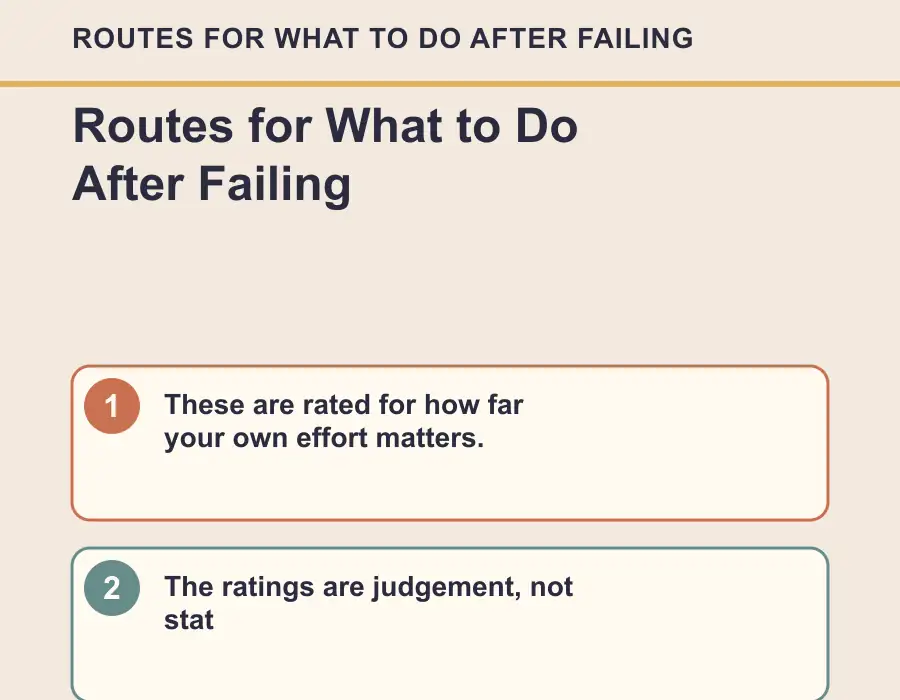 ROUTES FOR WHAT TO DO AFTER FAILING
Routes for What to Do
After Failing
1
These are rated for how far
your own effort matters.
2
The ratings are judgement, not
stat